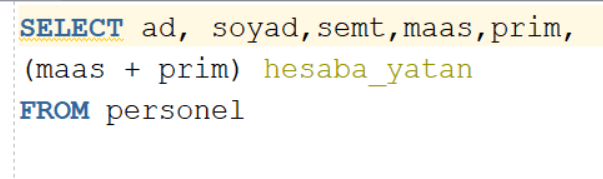 SELECT ad, soyad,semt,maas,prim,
(maas + prim) hesaba_yatan
FROM personel